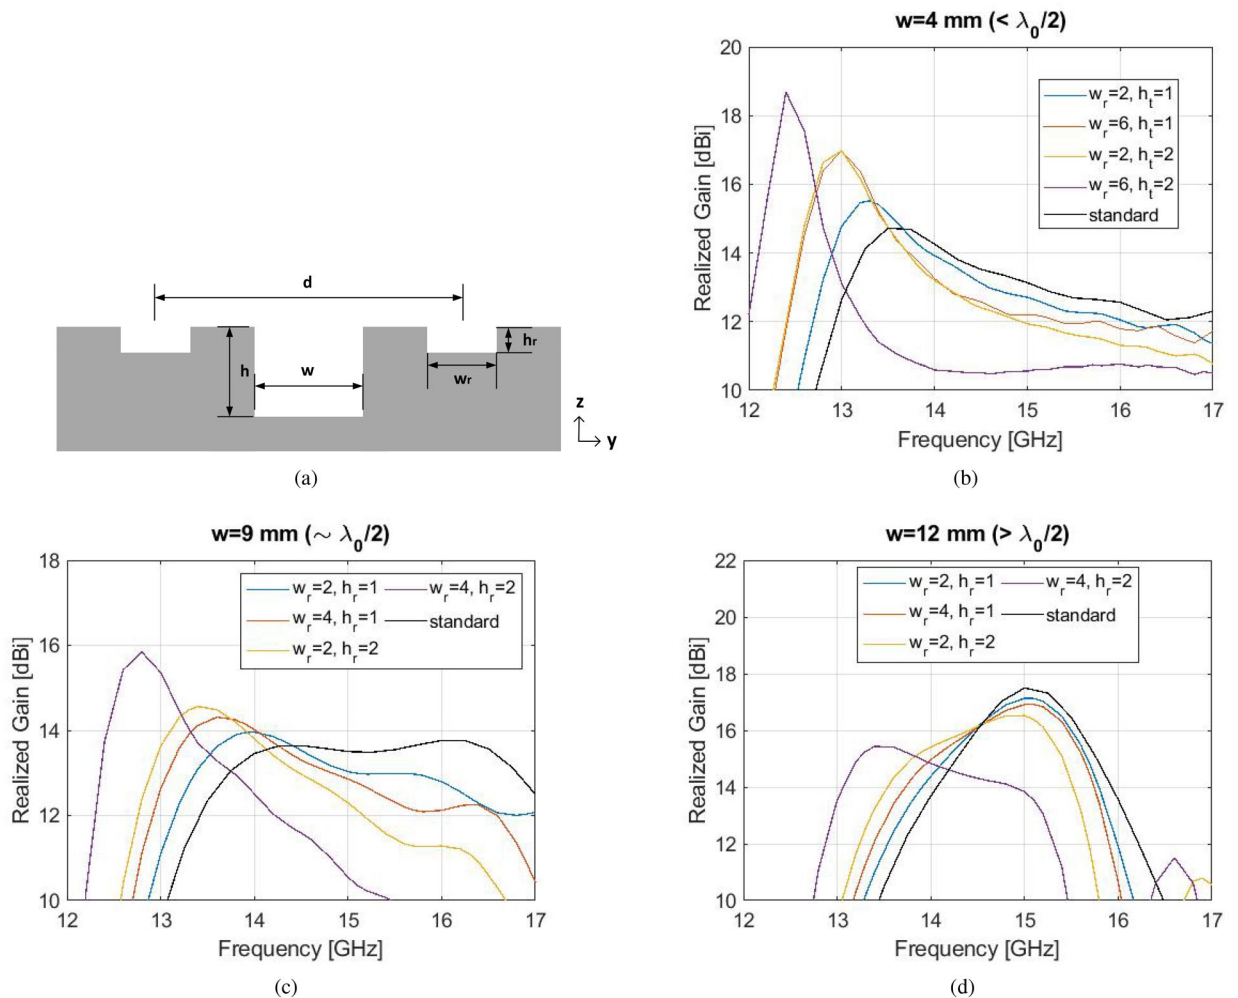 d
h
w
hr
wr
z
y
(a)
w=4 mm (< λ0/2)
Realized Gain [dBi]
20
18
16
14
12
10
wr=2, ht=1
wr=6, ht=1
wr=2, ht=2
wr=6, ht=2
standard
12 13 14 15 16 17
Frequency [GHz]
(b)
w=9 mm (∼ λ0/2)
Realized Gain [dBi]
18
16
14
12
10
wr=2, hr=1 wr=4, hr=2
wr=4, hr=1 standard
wr=2, hr=2
12 13 14 15 16 17
Frequency [GHz]
(c)
w=12 mm (> λ0/2)
Realized Gain [dBi]
22
20
18
16
14
12
10
wr=2, hr=1 wr=4, hr=2
wr=4, hr=1 standard
wr=2, hr=2
12 13 14 15 16 17
Frequency [GHz]
(d)